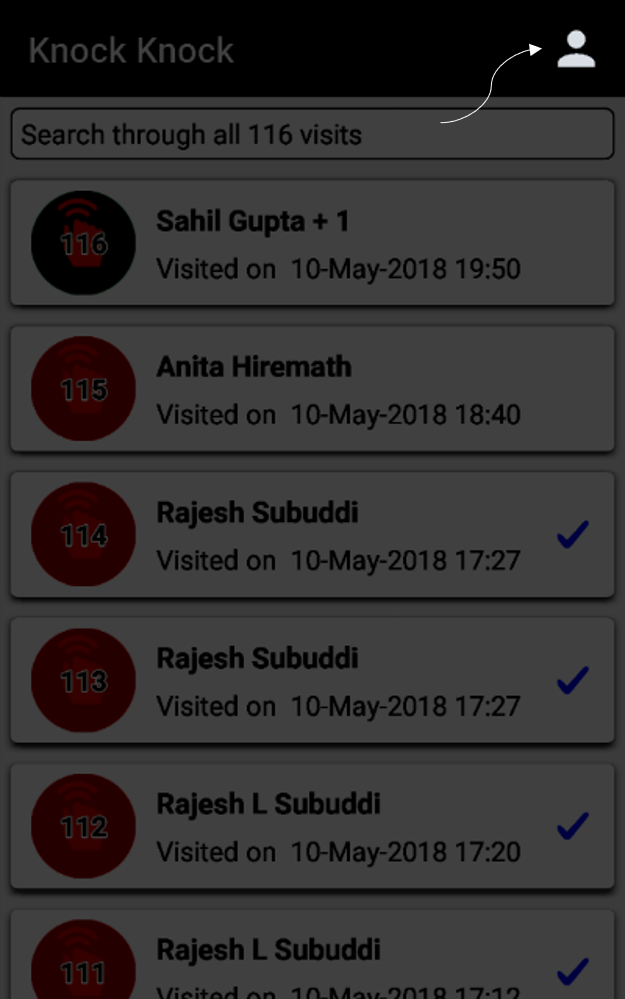 Knock Knock
Search through all 116 visits
116
Sahil Gupta + 1
Visited on 10-May-2018 19:50
115
Anita Hiremath
Visited on 10-May-2018 18:40
114
Rajesh Subuddi
Visited on 10-May-2018 17:27
113
Rajesh Subuddi
Visited on 10-May-2018 17:27
112
Rajesh L Subuddi
Visited on 10-May-2018 17:20
111
Rajesh L Subuddi
Visited on 10-May-2018 17:12